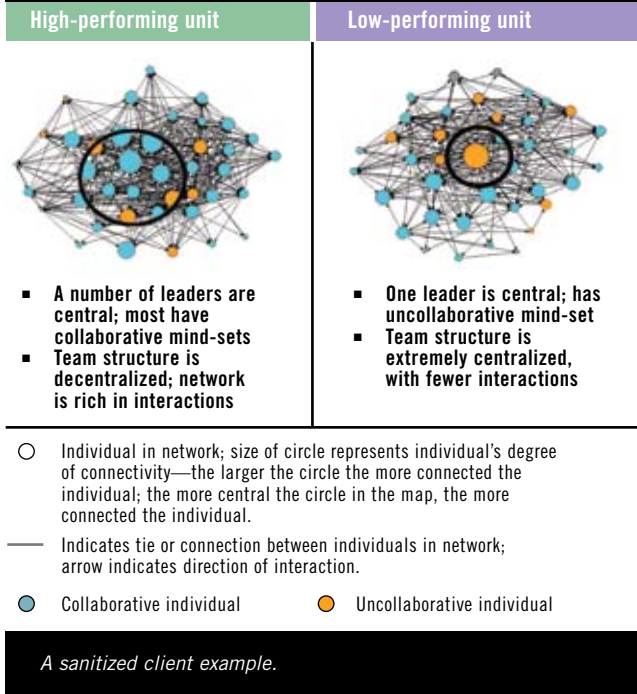 High-performing unit
Low-performing unit
■ A number of leaders are
central; most have
collaborative mind-sets
■ Team structure is
decentralized; network
is rich in interactions
■ One leader is central; has
uncollaborative mind-set
■ Team structure is
extremely centralized,
with fewer interactions
Individual in network; size of circle represents individual’s degree
of connectivity—the larger the circle the more connected the
individual; the more central the circle in the map, the more
connected the individual.
Indicates tie or connection between individuals in network;
arrow indicates direction of interaction.
Collaborative individual
Uncollaborative individual
A sanitized client example.